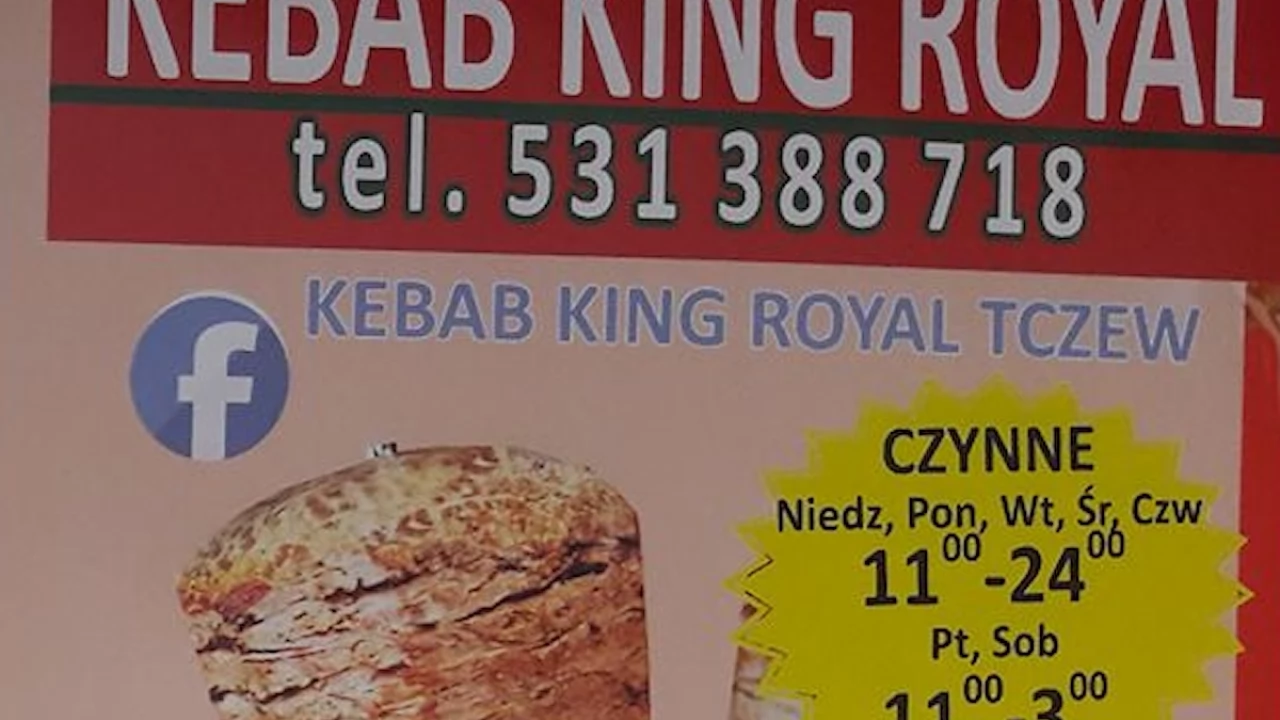 KEBAB KING ROYAL
tel. 531 388 718
f KEBAB KING ROYAL TCZEW
CZYNNE
Niedz, Pon, Wt, Śr, Czw
11⁰⁰-24⁰⁰
Pt, Sob
11⁰⁰-3⁰⁰